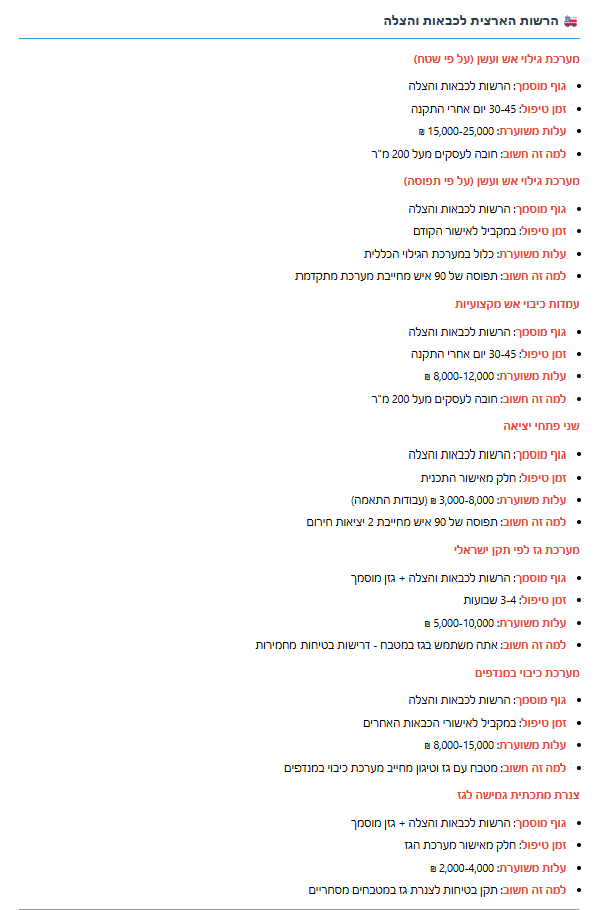 🚒 הרשות הארצית לכבאות והצלה
מערכת גילוי אש ועשן (על פי שטח)
• גוף מוסמך: הרשות לכבאות והצלה
• זמן טיפול: 30-45 יום אחרי התקנה
• עלות משוערת: 15,000-25,000 ₪
• למה זה חשוב: חובה לעסקים מעל 200 מ"ר
מערכת גילוי אש ועשן (על פי תפוסה)
• גוף מוסמך: הרשות לכבאות והצלה
• זמן טיפול: במקביל לאישור הקודם
• עלות משוערת: כלול במערכת הגילוי הכללית
• למה זה חשוב: תפוסה של 90 איש מחייבת מערכת מתקדמת
עמדות כיבוי אש מקצועיות
• גוף מוסמך: הרשות לכבאות והצלה
• זמן טיפול: 30-45 יום אחרי התקנה
• עלות משוערת: 8,000-12,000 ₪
• למה זה חשוב: חובה לעסקים מעל 200 מ"ר
שני פתחי יציאה
• גוף מוסמך: הרשות לכבאות והצלה
• זמן טיפול: חלק מאישור התכנית
• עלות משוערת: 3,000-8,000 ₪ (עבודות התאמה)
• למה זה חשוב: תפוסה של 90 איש מחייבת 2 יציאות חירום
מערכת גז לפי תקן ישראלי
• גוף מוסמך: הרשות לכבאות והצלה + גזן מוסמך
• זמן טיפול: 3-4 שבועות
• עלות משוערת: 5,000-10,000 ₪
• למה זה חשוב: אתה משתמש בגז במטבח - דרישות בטיחות מחמירות
מערכת כיבוי במנדפים
• גוף מוסמך: הרשות לכבאות והצלה
• זמן טיפול: במקביל לאישורי הכבאות האחרים
• עלות משוערת: 8,000-15,000 ₪
• למה זה חשוב: מטבח עם גז וטיגון מחייב מערכת כיבוי במנדפים
צנרת מתכתית גמישה לגז
• גוף מוסמך: הרשות לכבאות והצלה + גזן מוסמך
• זמן טיפול: חלק מאישור מערכת הגז
• עלות משוערת: 2,000-4,000 ₪
• למה זה חשוב: תקן בטיחות לצנרת גז במטבחים מסחריים